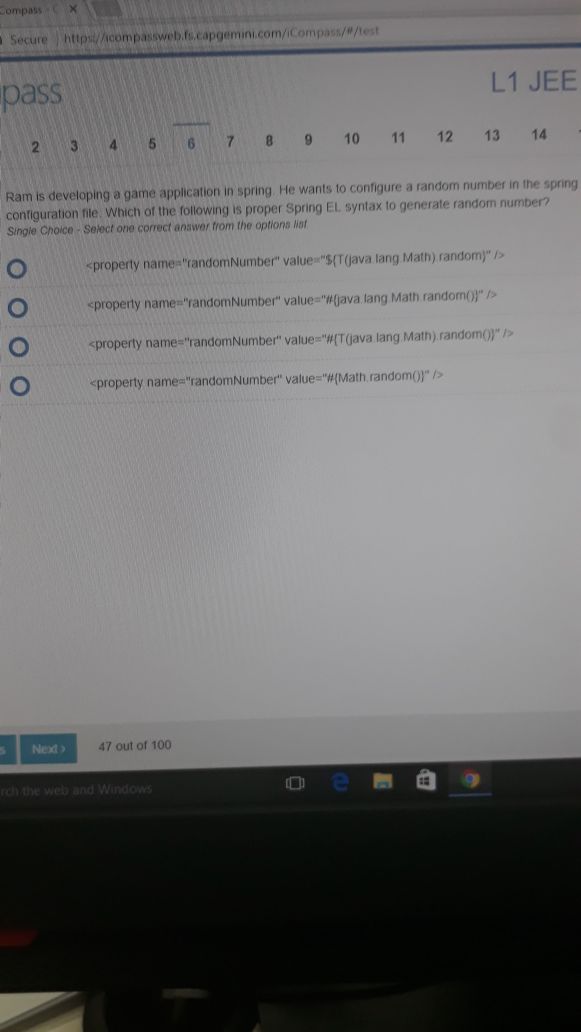 Compass - C ×
Secure | https://icompassweb.fs.capgemini.com/iCompass/#/test
pass
L1 JEE
2 3 4 5 6 7 8 9 10 11 12 13 14
Ram is developing a game application in spring. He wants to configure a random number in the spring
configuration file. Which of the following is proper Spring EL syntax to generate random number?
Single Choice - Select one correct answer from the options list
<property name="randomNumber" value="${T(java.lang.Math).random}" />
<property name="randomNumber" value="#{java.lang.Math.random()}" />
<property name="randomNumber" value="#{T(java.lang.Math).random()}" />
<property name="randomNumber" value="#{Math.random()}" />
s Next > 47 out of 100
rch the web and Windows